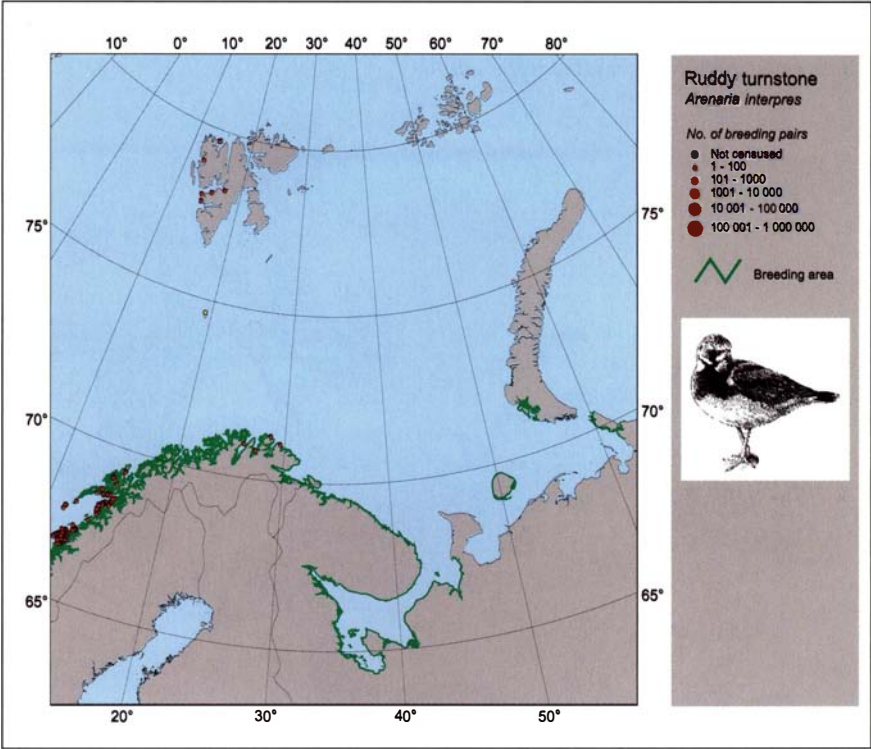 10° 0° 10° 20° 30° 40° 50° 60° 70° 80°
75° 75°
70° 70°
65° 65°
20° 30° 40° 50°
Ruddy turnstone
Arenaria interpres
No. of breeding pairs
Not censused
1 - 100
101 - 1000
1001 - 10 000
10 001 - 100 000
100 001 - 1 000 000
Breeding area